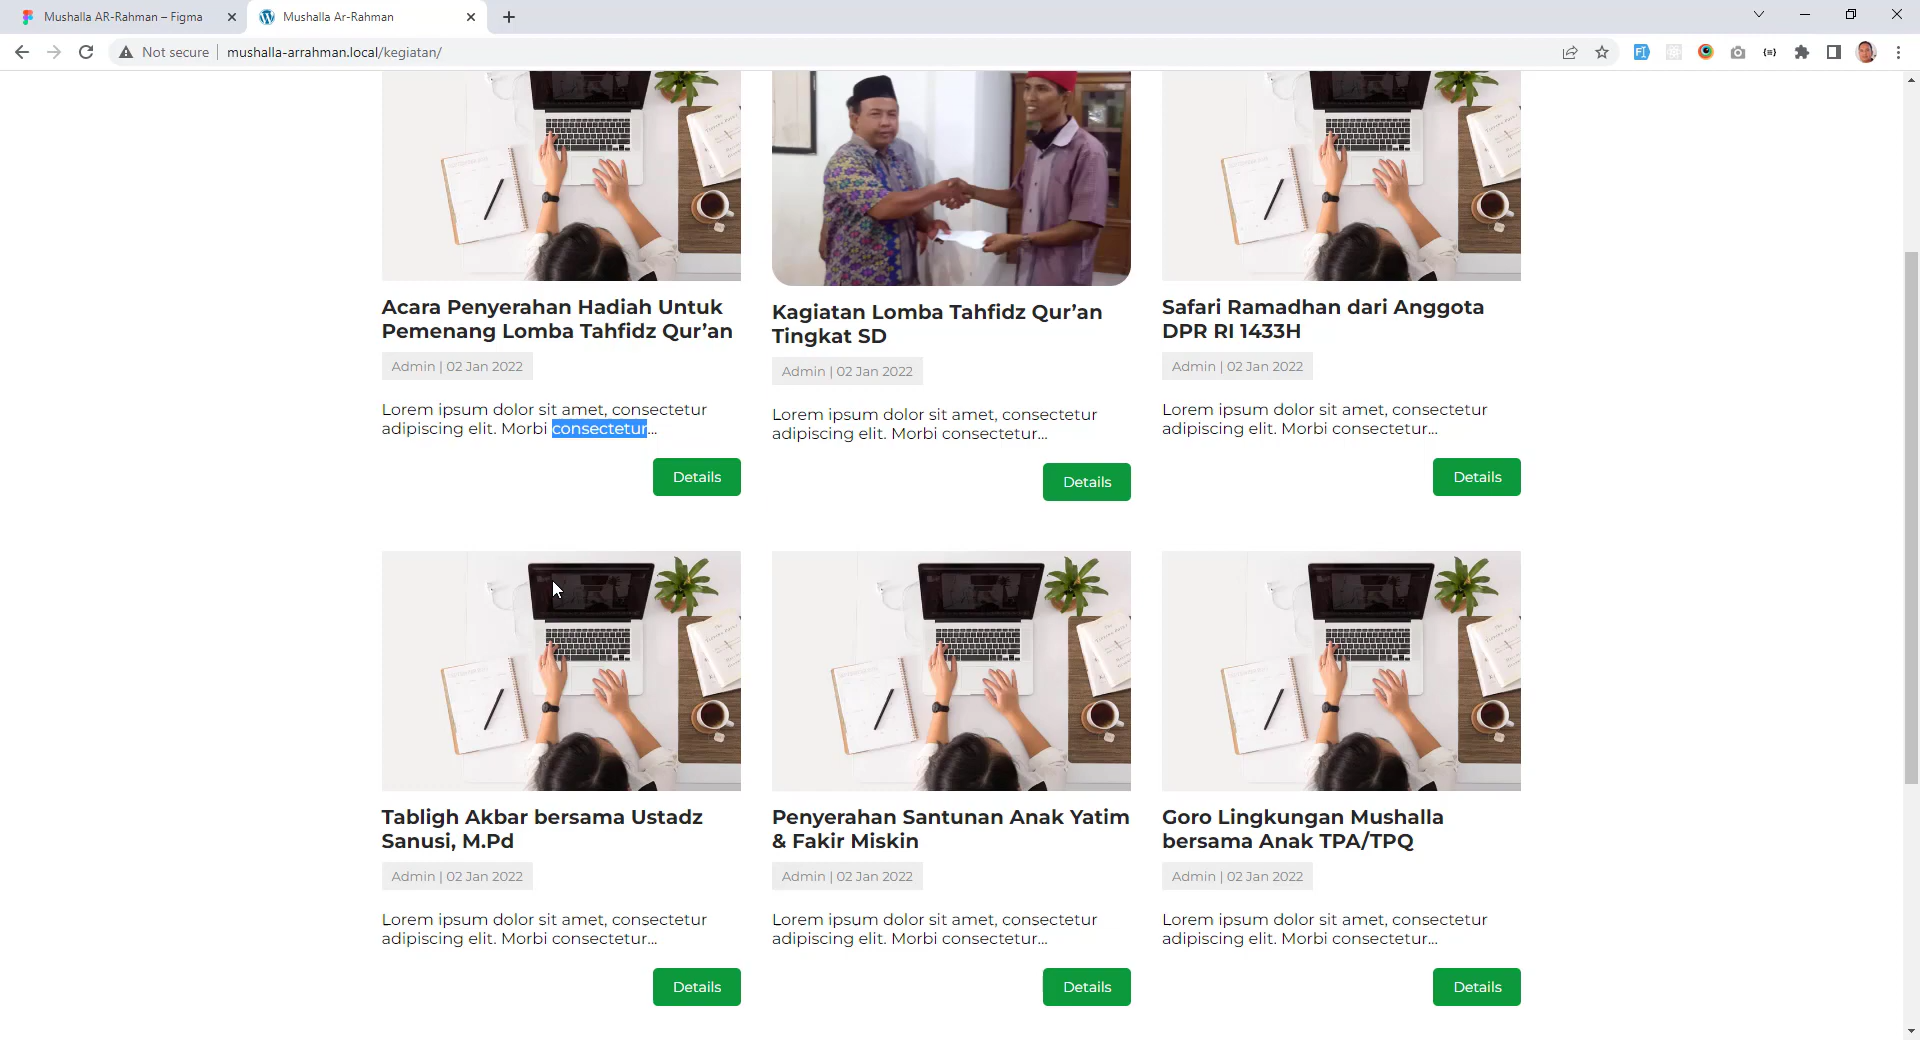 Mushalla AR-Rahman – Figma
Mushalla Ar-Rahman
Not secure
mushalla-arrahman.local/kegiatan/
Acara Penyerahan Hadiah Untuk
Pemenang Lomba Tahfidz Qur’an
Admin | 02 Jan 2022
Lorem ipsum dolor sit amet, consectetur
adipiscing elit. Morbi consectetur...
Details
Kagiatan Lomba Tahfidz Qur’an
Tingkat SD
Admin | 02 Jan 2022
Lorem ipsum dolor sit amet, consectetur
adipiscing elit. Morbi consectetur...
Details
Safari Ramadhan dari Anggota
DPR RI 1433H
Admin | 02 Jan 2022
Lorem ipsum dolor sit amet, consectetur
adipiscing elit. Morbi consectetur...
Details
Tabligh Akbar bersama Ustadz
Sanusi, M.Pd
Admin | 02 Jan 2022
Lorem ipsum dolor sit amet, consectetur
adipiscing elit. Morbi consectetur...
Details
Penyerahan Santunan Anak Yatim
& Fakir Miskin
Admin | 02 Jan 2022
Lorem ipsum dolor sit amet, consectetur
adipiscing elit. Morbi consectetur...
Details
Goro Lingkungan Mushalla
bersama Anak TPA/TPQ
Admin | 02 Jan 2022
Lorem ipsum dolor sit amet, consectetur
adipiscing elit. Morbi consectetur...
Details